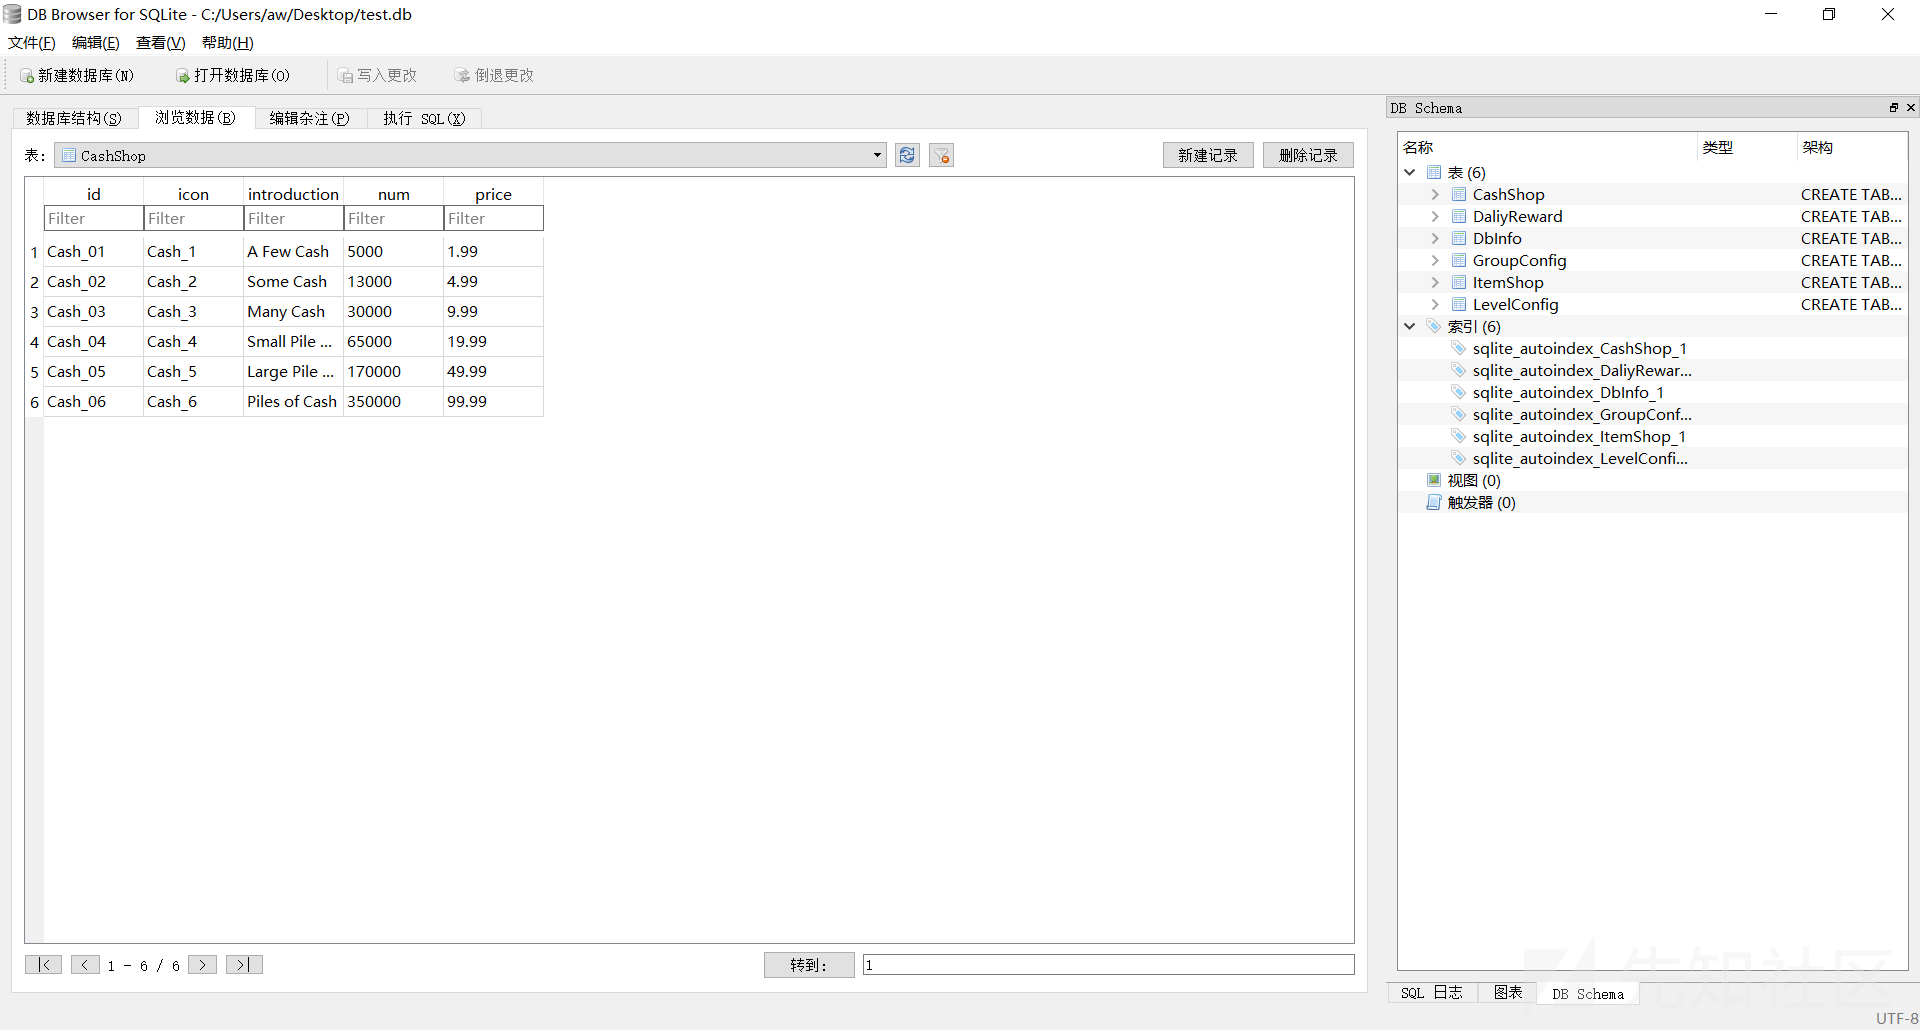 DB Browser for SQLite - C:/Users/aw/Desktop/test.db
文件(F) 编辑(E) 查看(V) 帮助(H)
新建数据库(N) 打开数据库(O) 写入更改 倒退更改
数据库结构(S) 浏览数据(B) 编辑杂注(P) 执行 SQL(X)
表: CashShop 新建记录 删除记录
id icon introduction num price
Filter Filter Filter Filter Filter
1 Cash_01 Cash_1 A Few Cash 5000 1.99
2 Cash_02 Cash_2 Some Cash 13000 4.99
3 Cash_03 Cash_3 Many Cash 30000 9.99
4 Cash_04 Cash_4 Small Pile ... 65000 19.99
5 Cash_05 Cash_5 Large Pile ... 170000 49.99
6 Cash_06 Cash_6 Piles of Cash 350000 99.99
|< < 1 - 6 / 6 > >| 转到: 1
DB Schema
名称 类型 架构
表 (6)
CashShop CREATE TAB...
DaliyReward CREATE TAB...
DbInfo CREATE TAB...
GroupConfig CREATE TAB...
ItemShop CREATE TAB...
LevelConfig CREATE TAB...
索引 (6)
sqlite_autoindex_CashShop_1
sqlite_autoindex_DaliyRewar...
sqlite_autoindex_DbInfo_1
sqlite_autoindex_GroupConf...
sqlite_autoindex_ItemShop_1
sqlite_autoindex_LevelConfi...
视图 (0)
触发器 (0)
先知社区
SQL 日志 图表 DB Schema
UTF-8